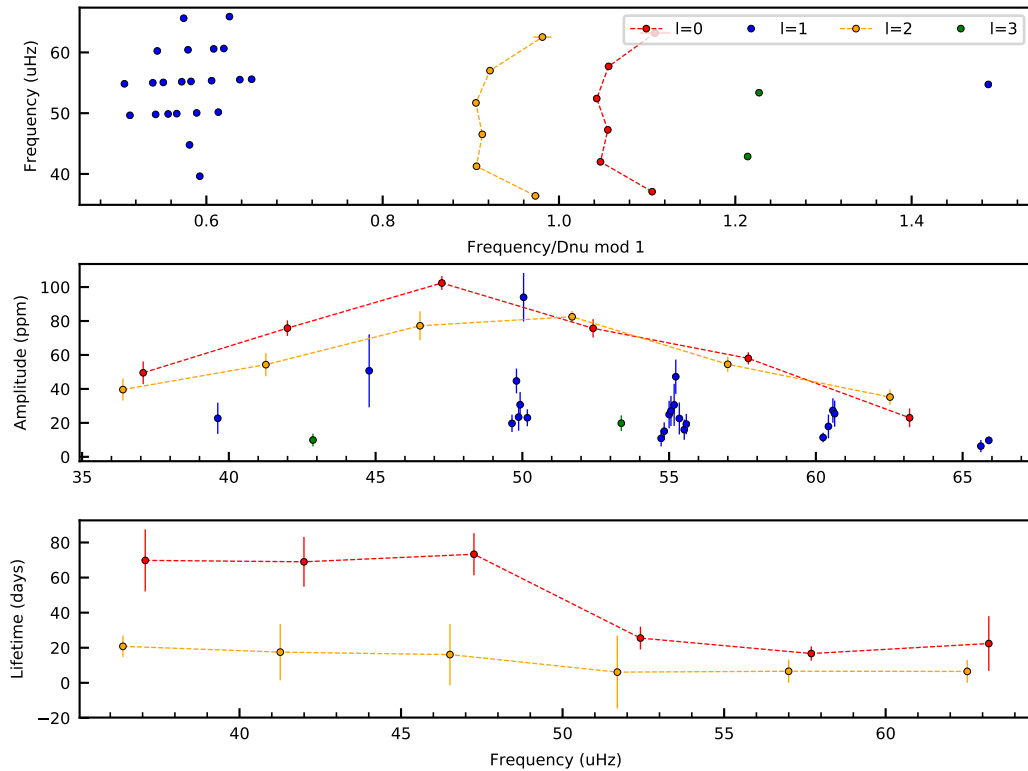 l=0 l=1 l=2 l=3
60
50
40
Frequency (uHz)
0.6 0.8 1.0 1.2 1.4
Frequency/Dnu mod 1
100
80
60
40
20
0
Amplitude (ppm)
35 40 45 50 55 60 65
80
60
40
20
0
−20
Lifetime (days)
40 45 50 55 60 65
Frequency (uHz)